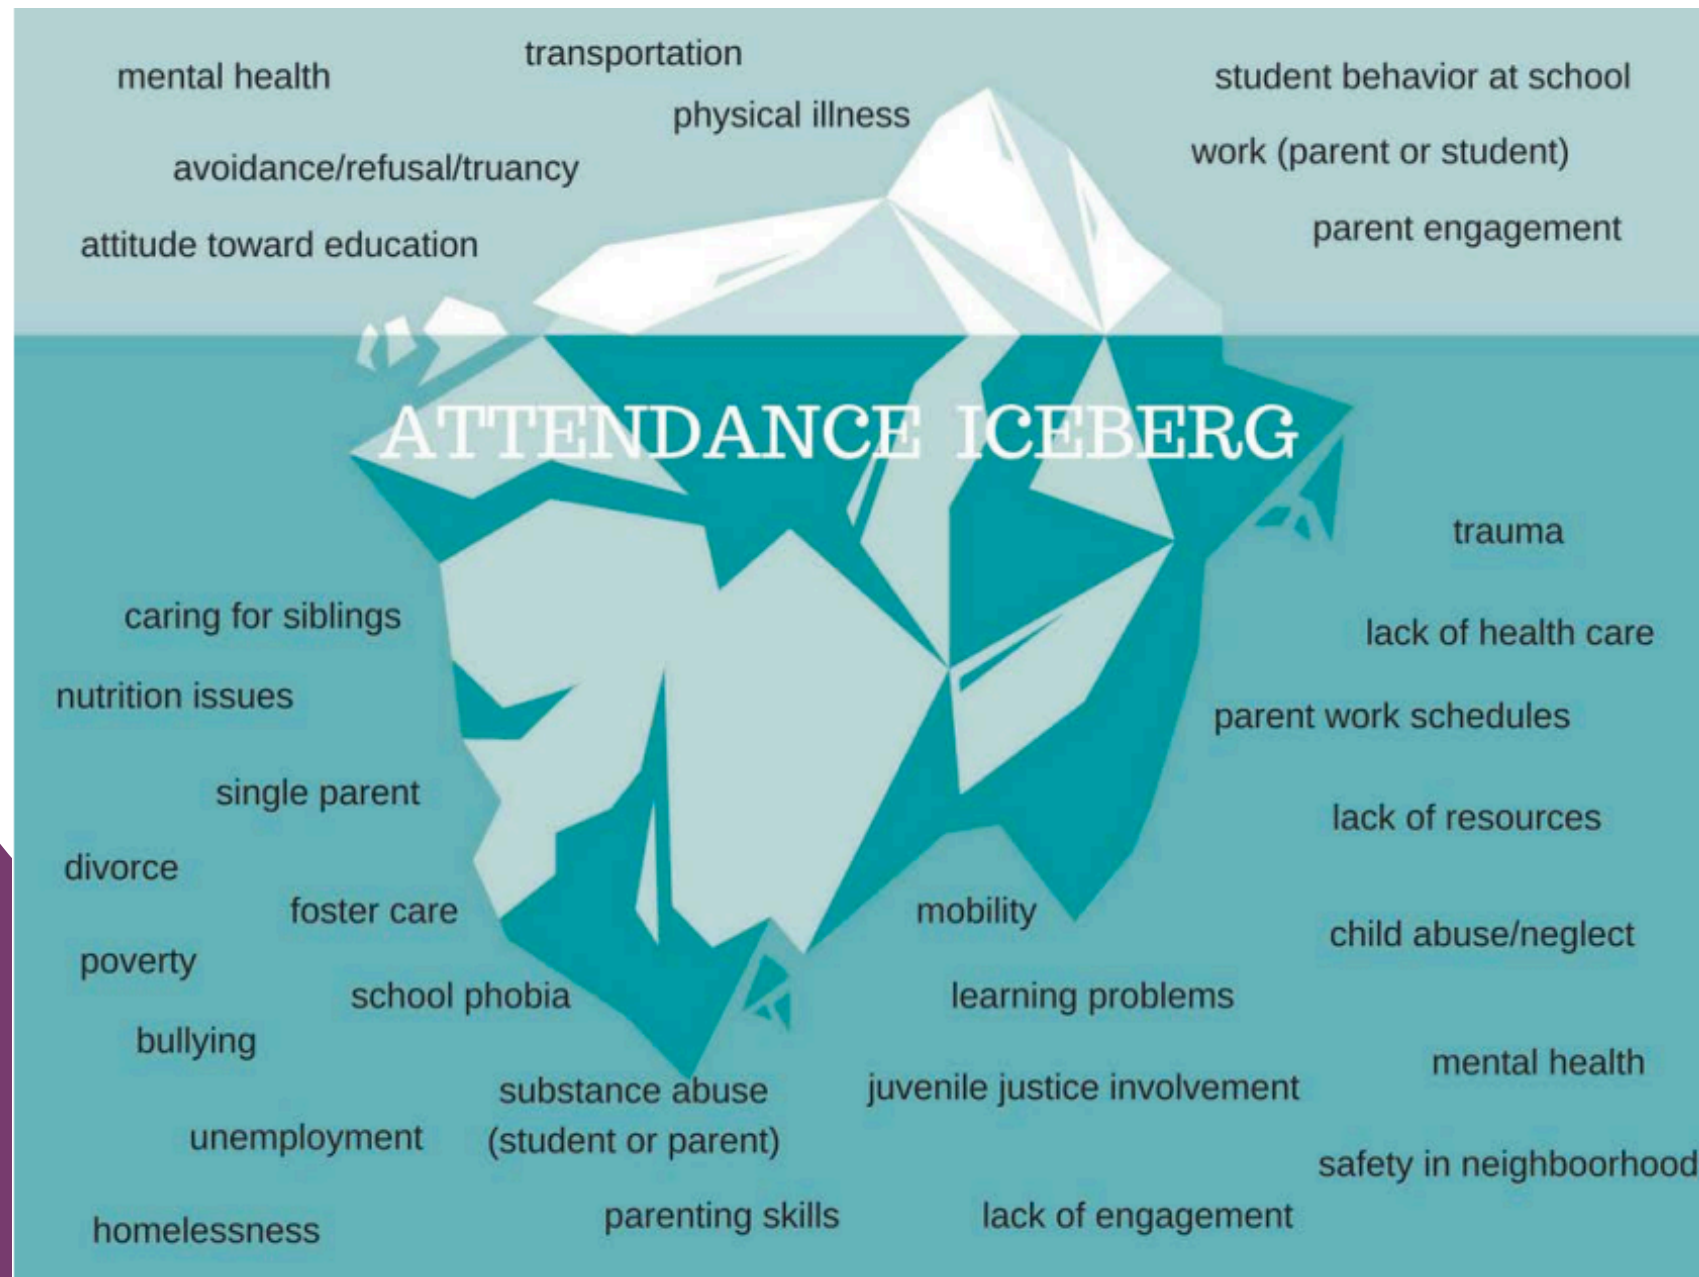 transportation
mental health
student behavior at school
physical illness
work (parent or student)
avoidance/refusal/truancy
parent engagement
attitude toward education
ATTENDANCE ICEBERG
trauma
caring for siblings
lack of health care
nutrition issues
parent work schedules
single parent
lack of resources
divorce
foster care
mobility
child abuse/neglect
poverty
school phobia
learning problems
bullying
mental health
substance abuse
(student or parent)
juvenile justice involvement
unemployment
safety in neighboorhood
parenting skills
lack of engagement
homelessness